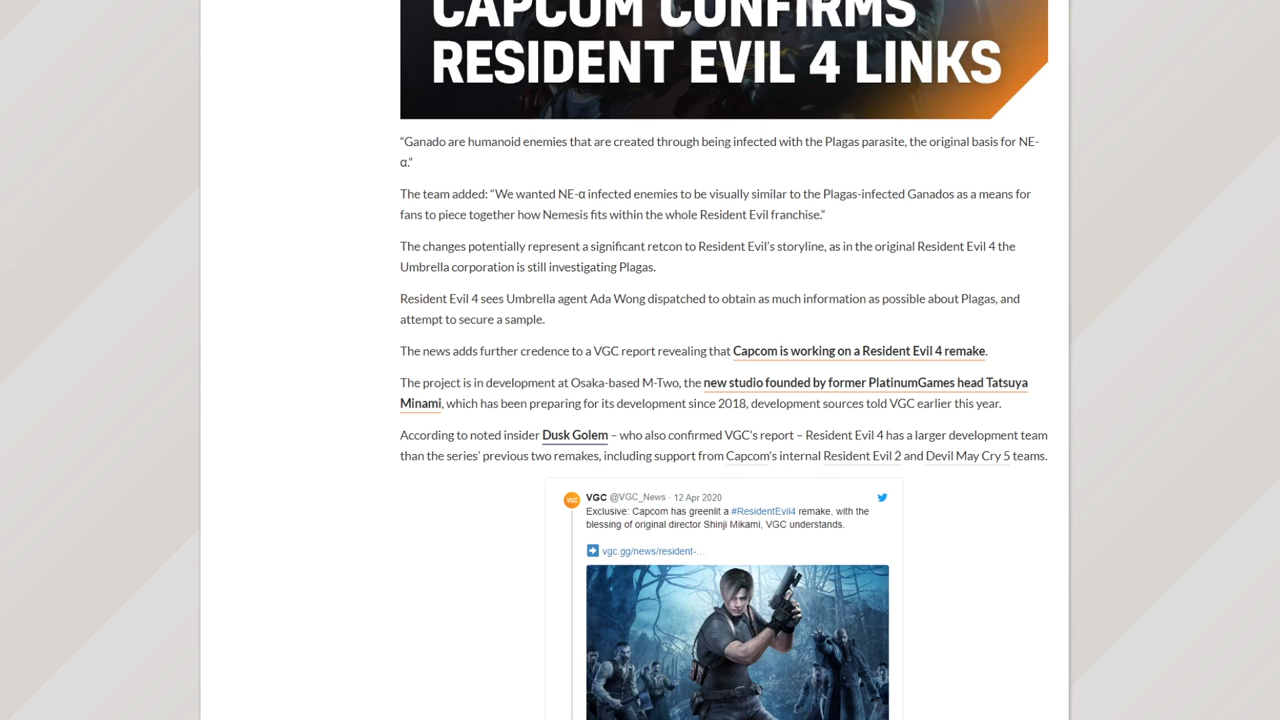 CAPCOM CONFIRMS
RESIDENT EVIL 4 LINKS
“Ganado are humanoid enemies that are created through being infected with the Plagas parasite, the original basis for NE-
α.”
The team added: “We wanted NE-α infected enemies to be visually similar to the Plagas-infected Ganados as a means for
fans to piece together how Nemesis fits within the whole Resident Evil franchise.”
The changes potentially represent a significant retcon to Resident Evil’s storyline, as in the original Resident Evil 4 the
Umbrella corporation is still investigating Plagas.
Resident Evil 4 sees Umbrella agent Ada Wong dispatched to obtain as much information as possible about Plagas, and
attempt to secure a sample.
The news adds further credence to a VGC report revealing that Capcom is working on a Resident Evil 4 remake.
The project is in development at Osaka-based M-Two, the new studio founded by former PlatinumGames head Tatsuya
Minami, which has been preparing for its development since 2018, development sources told VGC earlier this year.
According to noted insider Dusk Golem – who also confirmed VGC’s report – Resident Evil 4 has a larger development team
than the series’ previous two remakes, including support from Capcom’s internal Resident Evil 2 and Devil May Cry 5 teams.
VGC VGC @VGC_News · 12 Apr 2020
Exclusive: Capcom has greenlit a #ResidentEvil4 remake, with the
blessing of original director Shinji Mikami, VGC understands.
➡ vgc.gg/news/resident-…